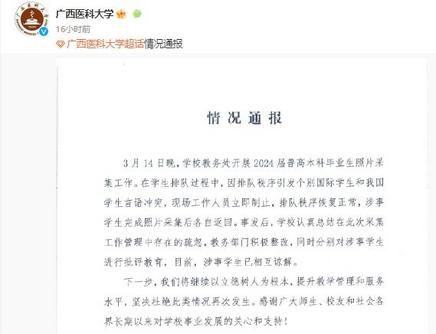 广西医科大学
16小时前
广西医科大学超话情况通报
情况通报
3月14日晚,学校教务处开展2024届普高本科毕业生照片采
集工作。在学生排队过程中,因排队秩序引发个别国际学生和我国
学生言语冲突,现场工作人员立即制止,排队秩序恢复正常,涉事
学生完成照片采集后各自返回。事发后,学校认真总结在此次采集
工作管理中存在的疏忽,教务部门积极整改,同时分别对涉事学生
进行批评教育。目前,涉事学生已相互谅解。
下一步,我们将继续以立德树人为根本,提升教学管理和服务
水平,坚决杜绝此类情况再次发生。感谢广大师生、校友和社会各
界长期以来对学校事业发展的关心和支持!